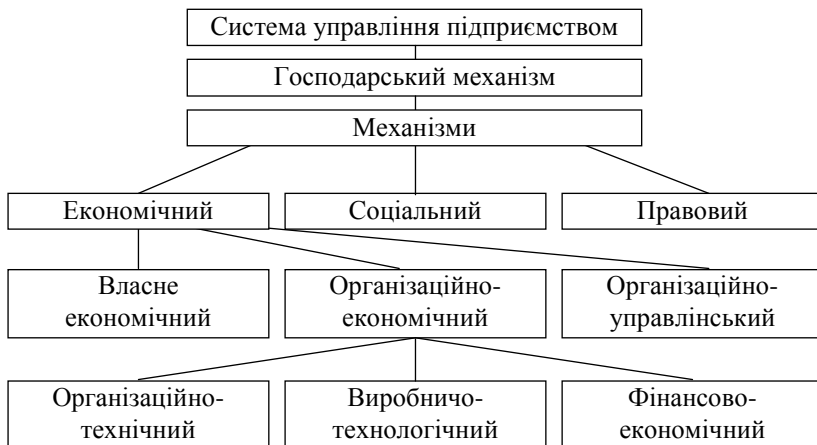 Система управління підприємством
Господарський механізм
Механізми
Економічний
Соціальний
Правовий
Власне
економічний
Організаційно-
економічний
Організаційно-
управлінський
Організаційно-
технічний
Виробничо-
технологічний
Фінансово-
економічний